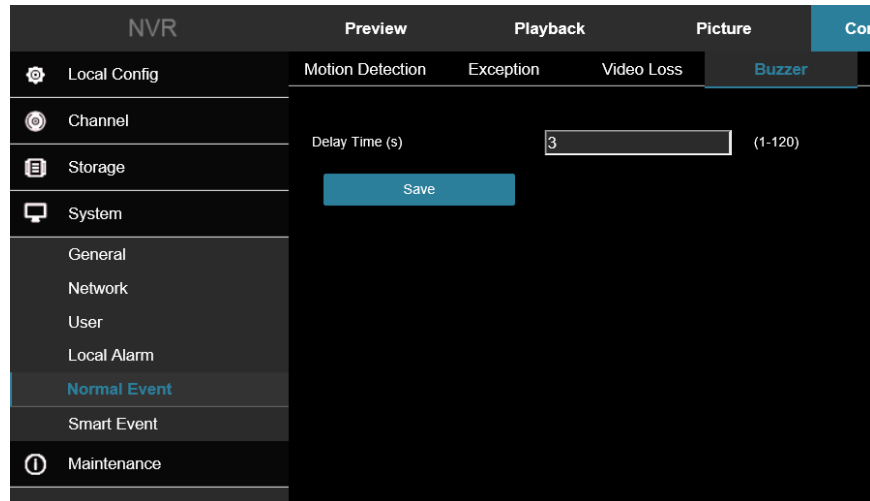 NVR Preview Playback Picture
Local Config
Channel
Storage
System
General
Network
User
Local Alarm
Normal Event
Smart Event
Maintenance
Motion Detection Exception Video Loss Buzzer
Delay Time (s) 3 (1-120)
Save